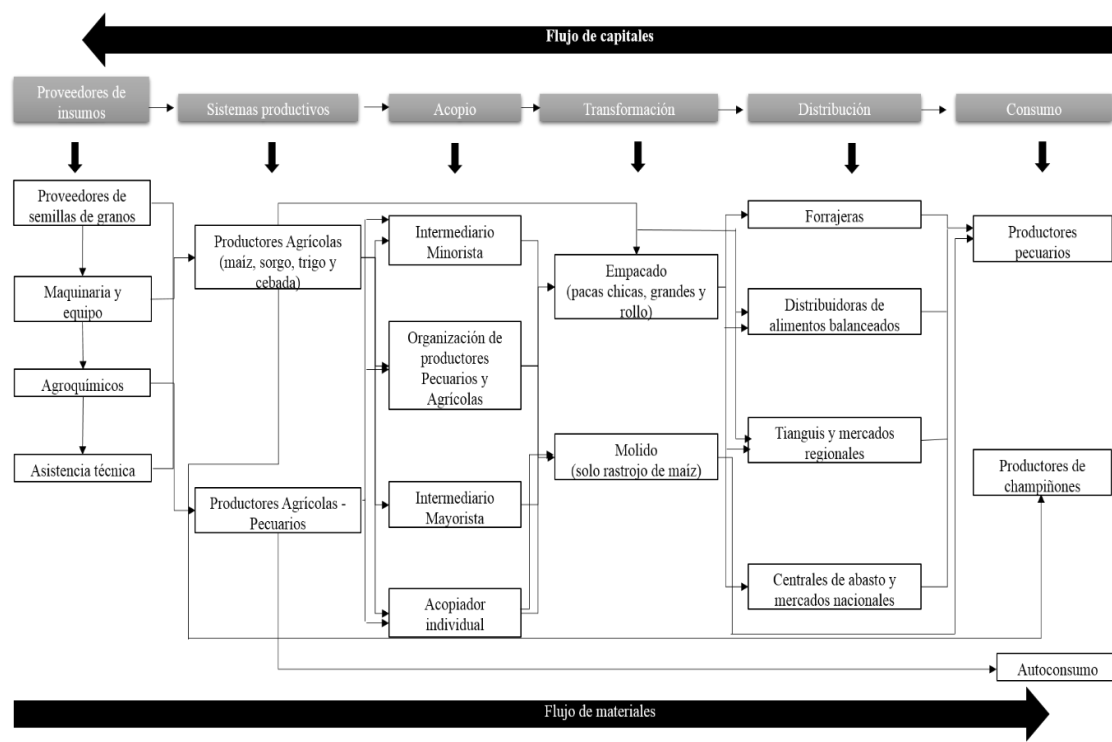 Flujo de capitales
Proveedores de
insumos
Sistemas productivos
Acopio
Transformación
Distribución
Consumo
Proveedores de
semillas de granos
Maquinaria y
equipo
Agroquímicos
Asistencia técnica
Productores Agrícolas
(maíz, sorgo, trigo y
cebada)
Productores Agrícolas -
Pecuarios
Intermediario
Minorista
Organización de
productores
Pecuarios y
Agrícolas
Intermediario
Mayorista
Acopiador
individual
Empacado
(pacas chicas, grandes y
rollo)
Molido
(solo rastrojo de maíz)
Forrajeras
Distribuidoras de
alimentos balanceados
Tianguis y mercados
regionales
Centrales de abasto y
mercados nacionales
Productores
pecuarios
Productores de
champiñones
Autoconsumo
Flujo de materiales